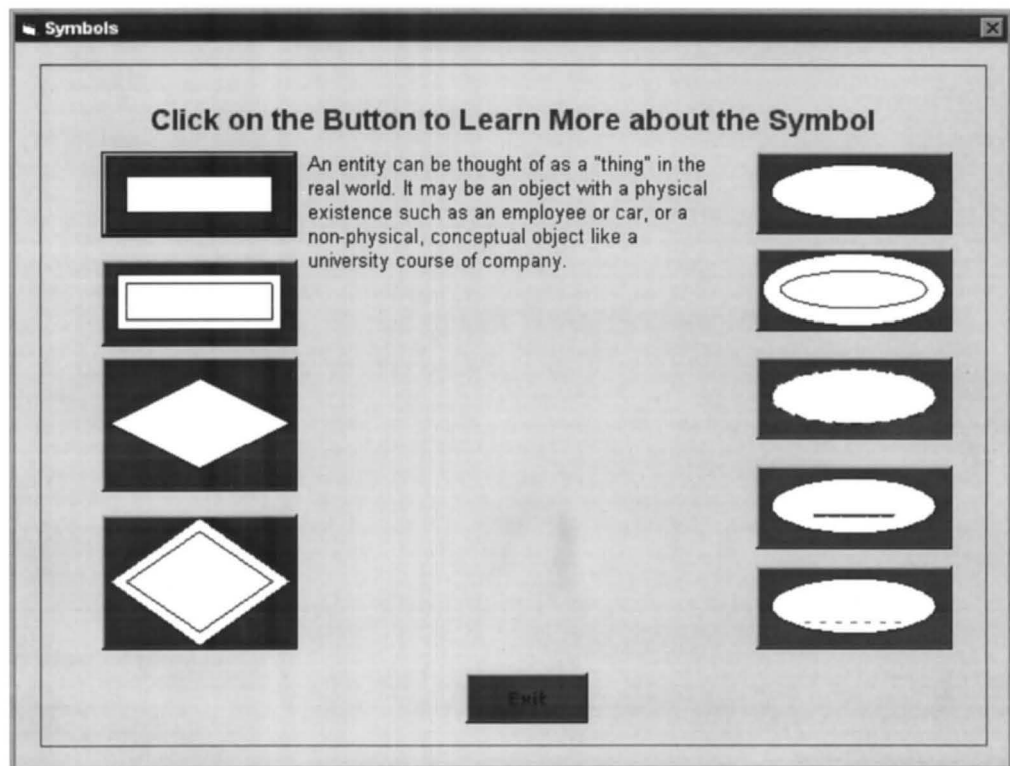 Symbols
Click on the Button to Learn More about the Symbol
An entity can be thought of as a "thing" in the
real world. It may be an object with a physical
existence such as an employee or car, or a
non-physical, conceptual object like a
university course of company.
Exit